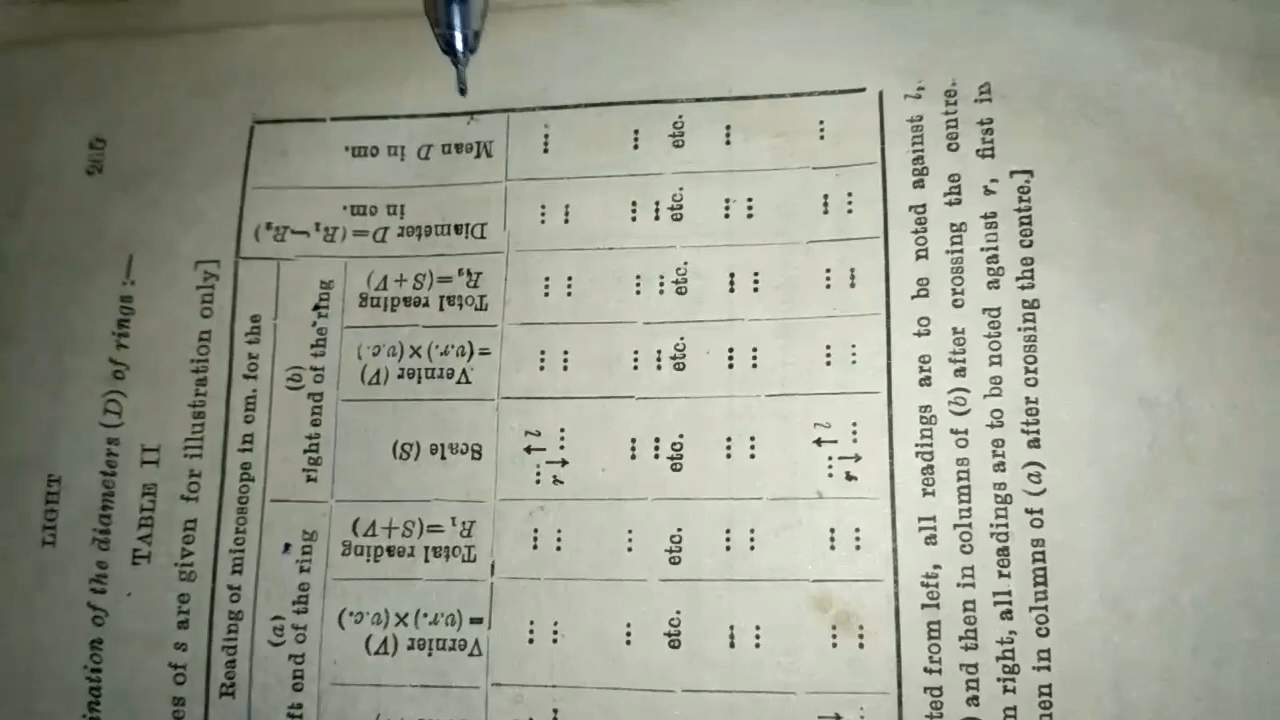 LIGHT 265
ination of the diameters (D) of rings :—
TABLE II
es of s are given for illustration only]
Reading of microscope in cm. for the
(a)
ft end of the ring
(b)
right end of the ring
Vernier (V)
=(v.r.)×(v.c.)
Total reading
R₁=(S+V)
Scale (S)
Vernier (V)
=(v.r.)×(v.c.)
Total reading
R₂=(S+V)
Diameter D=(R₁~R₂)
in cm.
Mean D in cm.
... ... ...↑l ... ... ... ...
... ... r↓... ... ... ...
... ... ... ... ... ... ...
etc. etc. etc. etc. etc. etc. etc.
... ... ... ... ... ... ...
... ... ... ... ... ...
... ... ...↑l ... ... ... ...
... ... r↓... ... ... ...
ted from left, all readings are to be noted against l,
) and then in columns of (b) after crossing the centre.
m right, all readings are to be noted against r, first in
hen in columns of (a) after crossing the centre.]